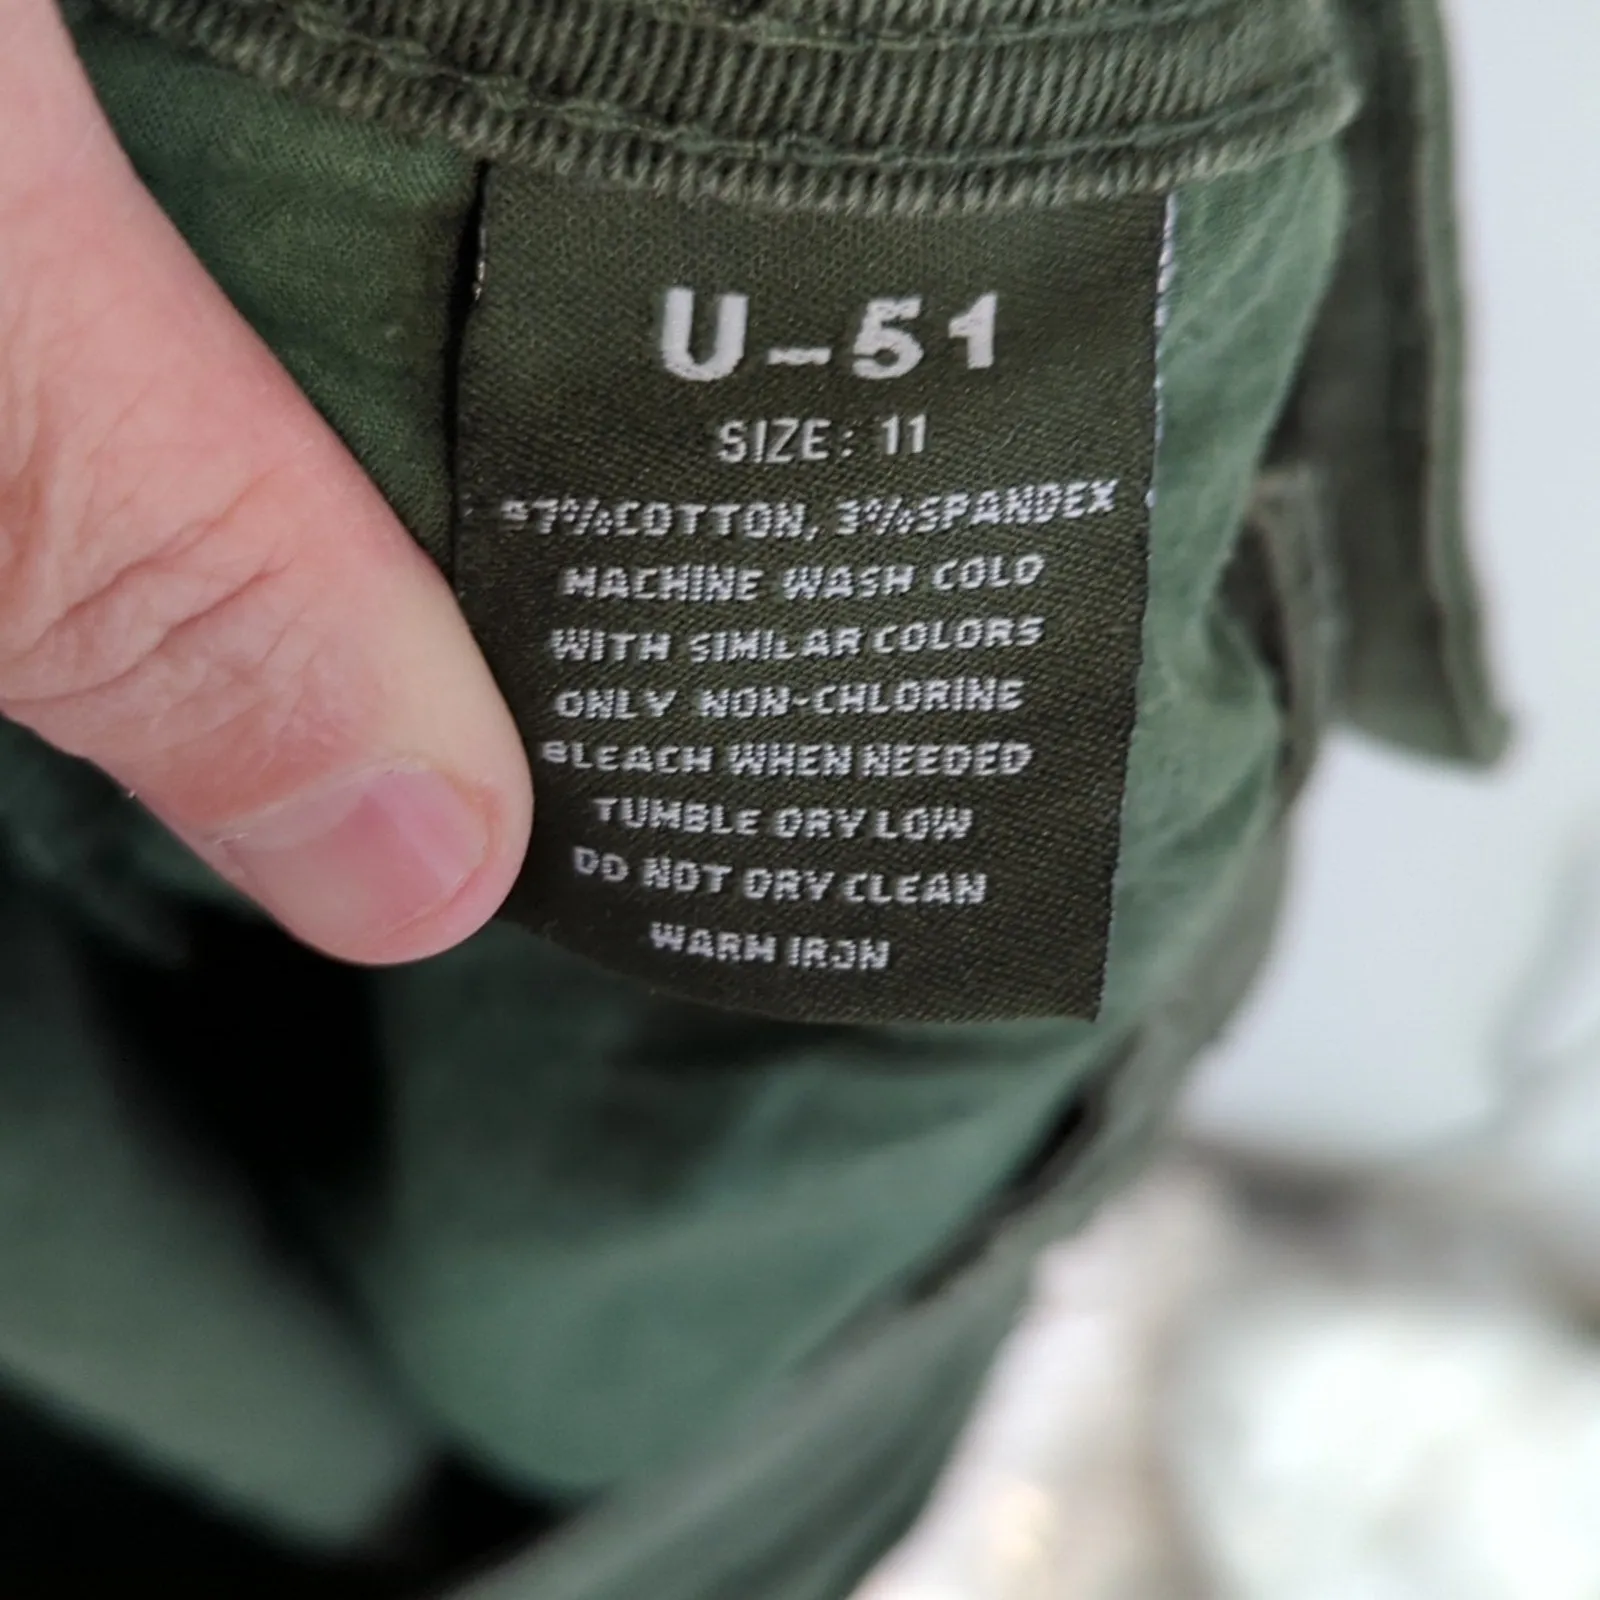 U-51
SIZE: 11
97%COTTON, 3%SPANDEX
MACHINE WASH COLD
WITH SIMILAR COLORS
ONLY NON-CHLORINE
BLEACH WHEN NEEDED
TUMBLE DRY LOW
DO NOT DRY CLEAN
WARM IRON